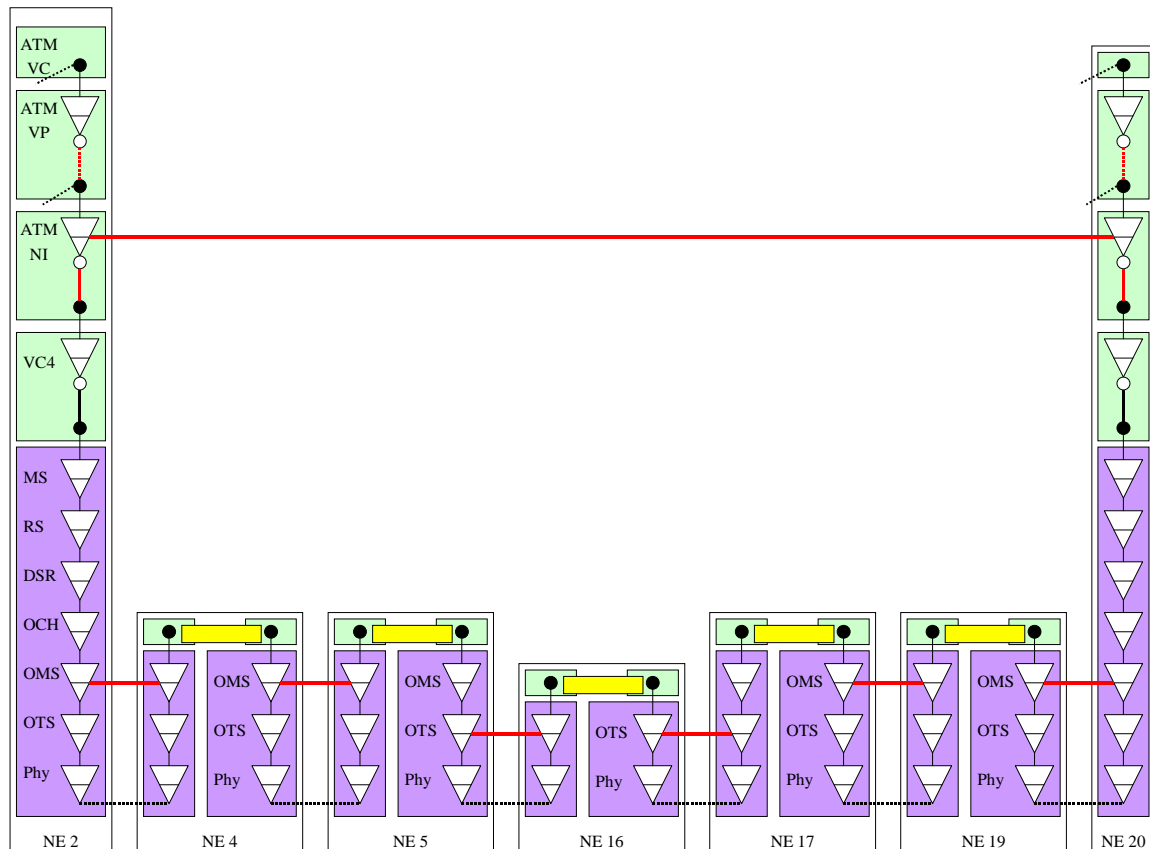 ATM
VC
ATM
VP
ATM
NI
VC4
MS
RS
DSR
OCH
OMS OMS OMS OMS OMS
OTS OTS OTS OTS OTS OTS
Phy Phy Phy Phy Phy Phy
NE 2 NE 4 NE 5 NE 16 NE 17 NE 19 NE 20